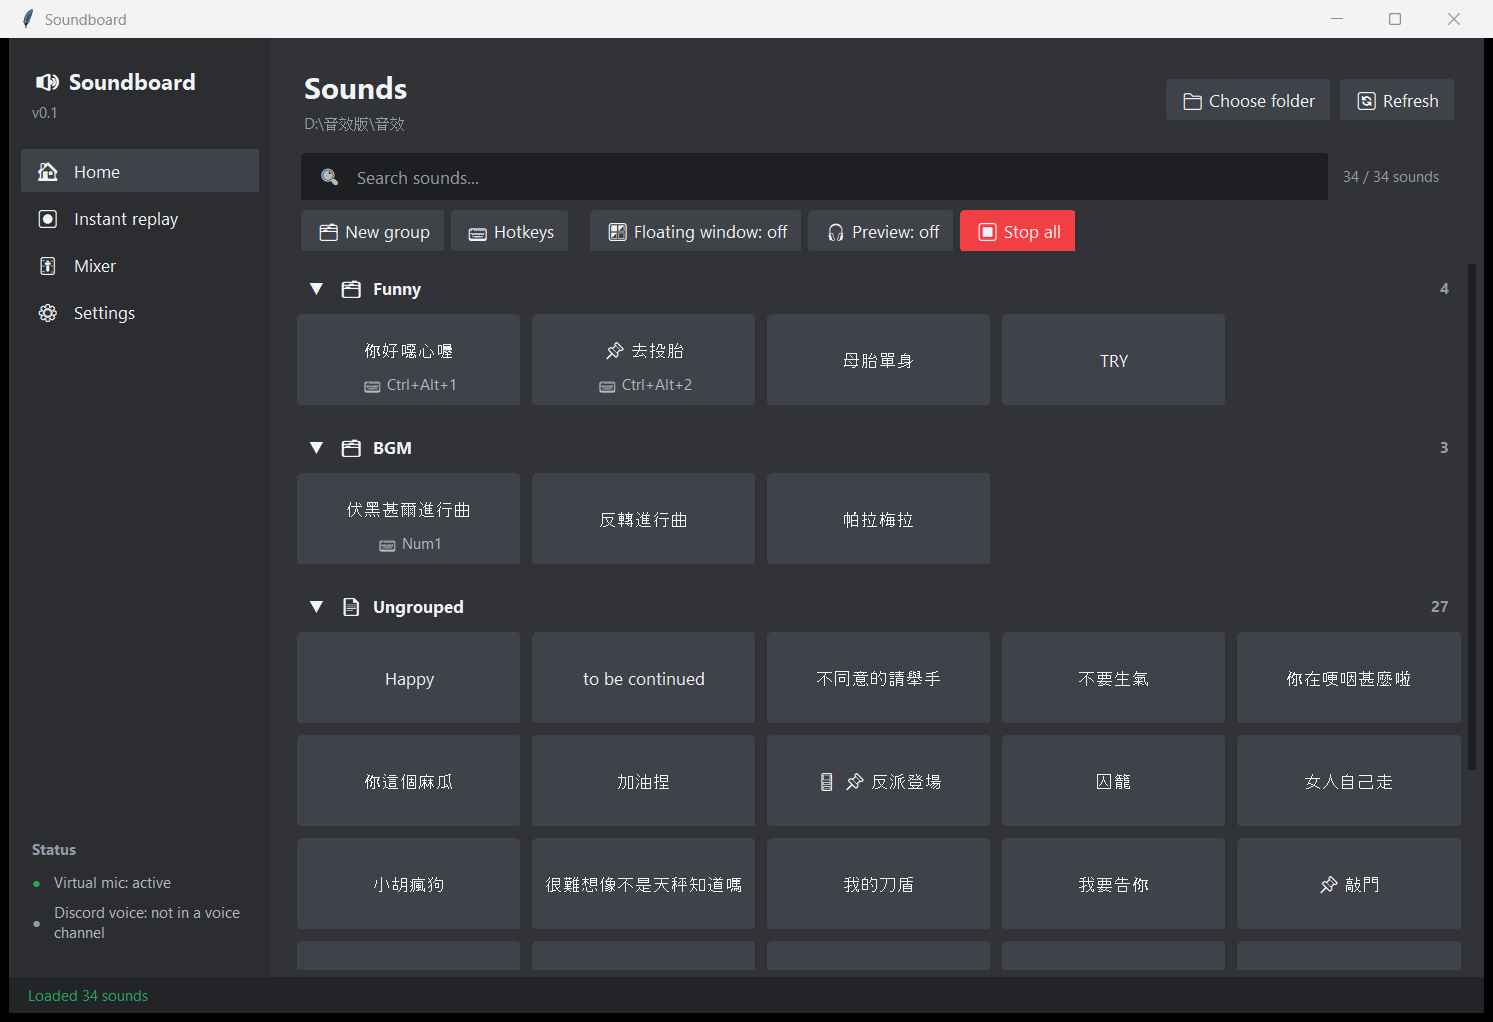 Soundboard
Soundboard
v0.1
Home
Instant replay
Mixer
Settings
Status
Virtual mic: active
Discord voice: not in a voice
channel
Sounds
D:\音效版\音效
Choose folder
Refresh
Search sounds...
34 / 34 sounds
New group
Hotkeys
Floating window: off
Preview: off
Stop all
Funny
4
你好噁心喔
Ctrl+Alt+1
去投胎
Ctrl+Alt+2
母胎單身
TRY
BGM
3
伏黑甚爾進行曲
Num1
反轉進行曲
帕拉梅拉
Ungrouped
27
Happy
to be continued
不同意的請舉手
不要生氣
你在哽咽甚麼啦
你這個麻瓜
加油捏
反派登場
囚籠
女人自己走
小胡瘋狗
很難想像不是天秤知道嗎
我的刀盾
我要告你
敲門
Loaded 34 sounds